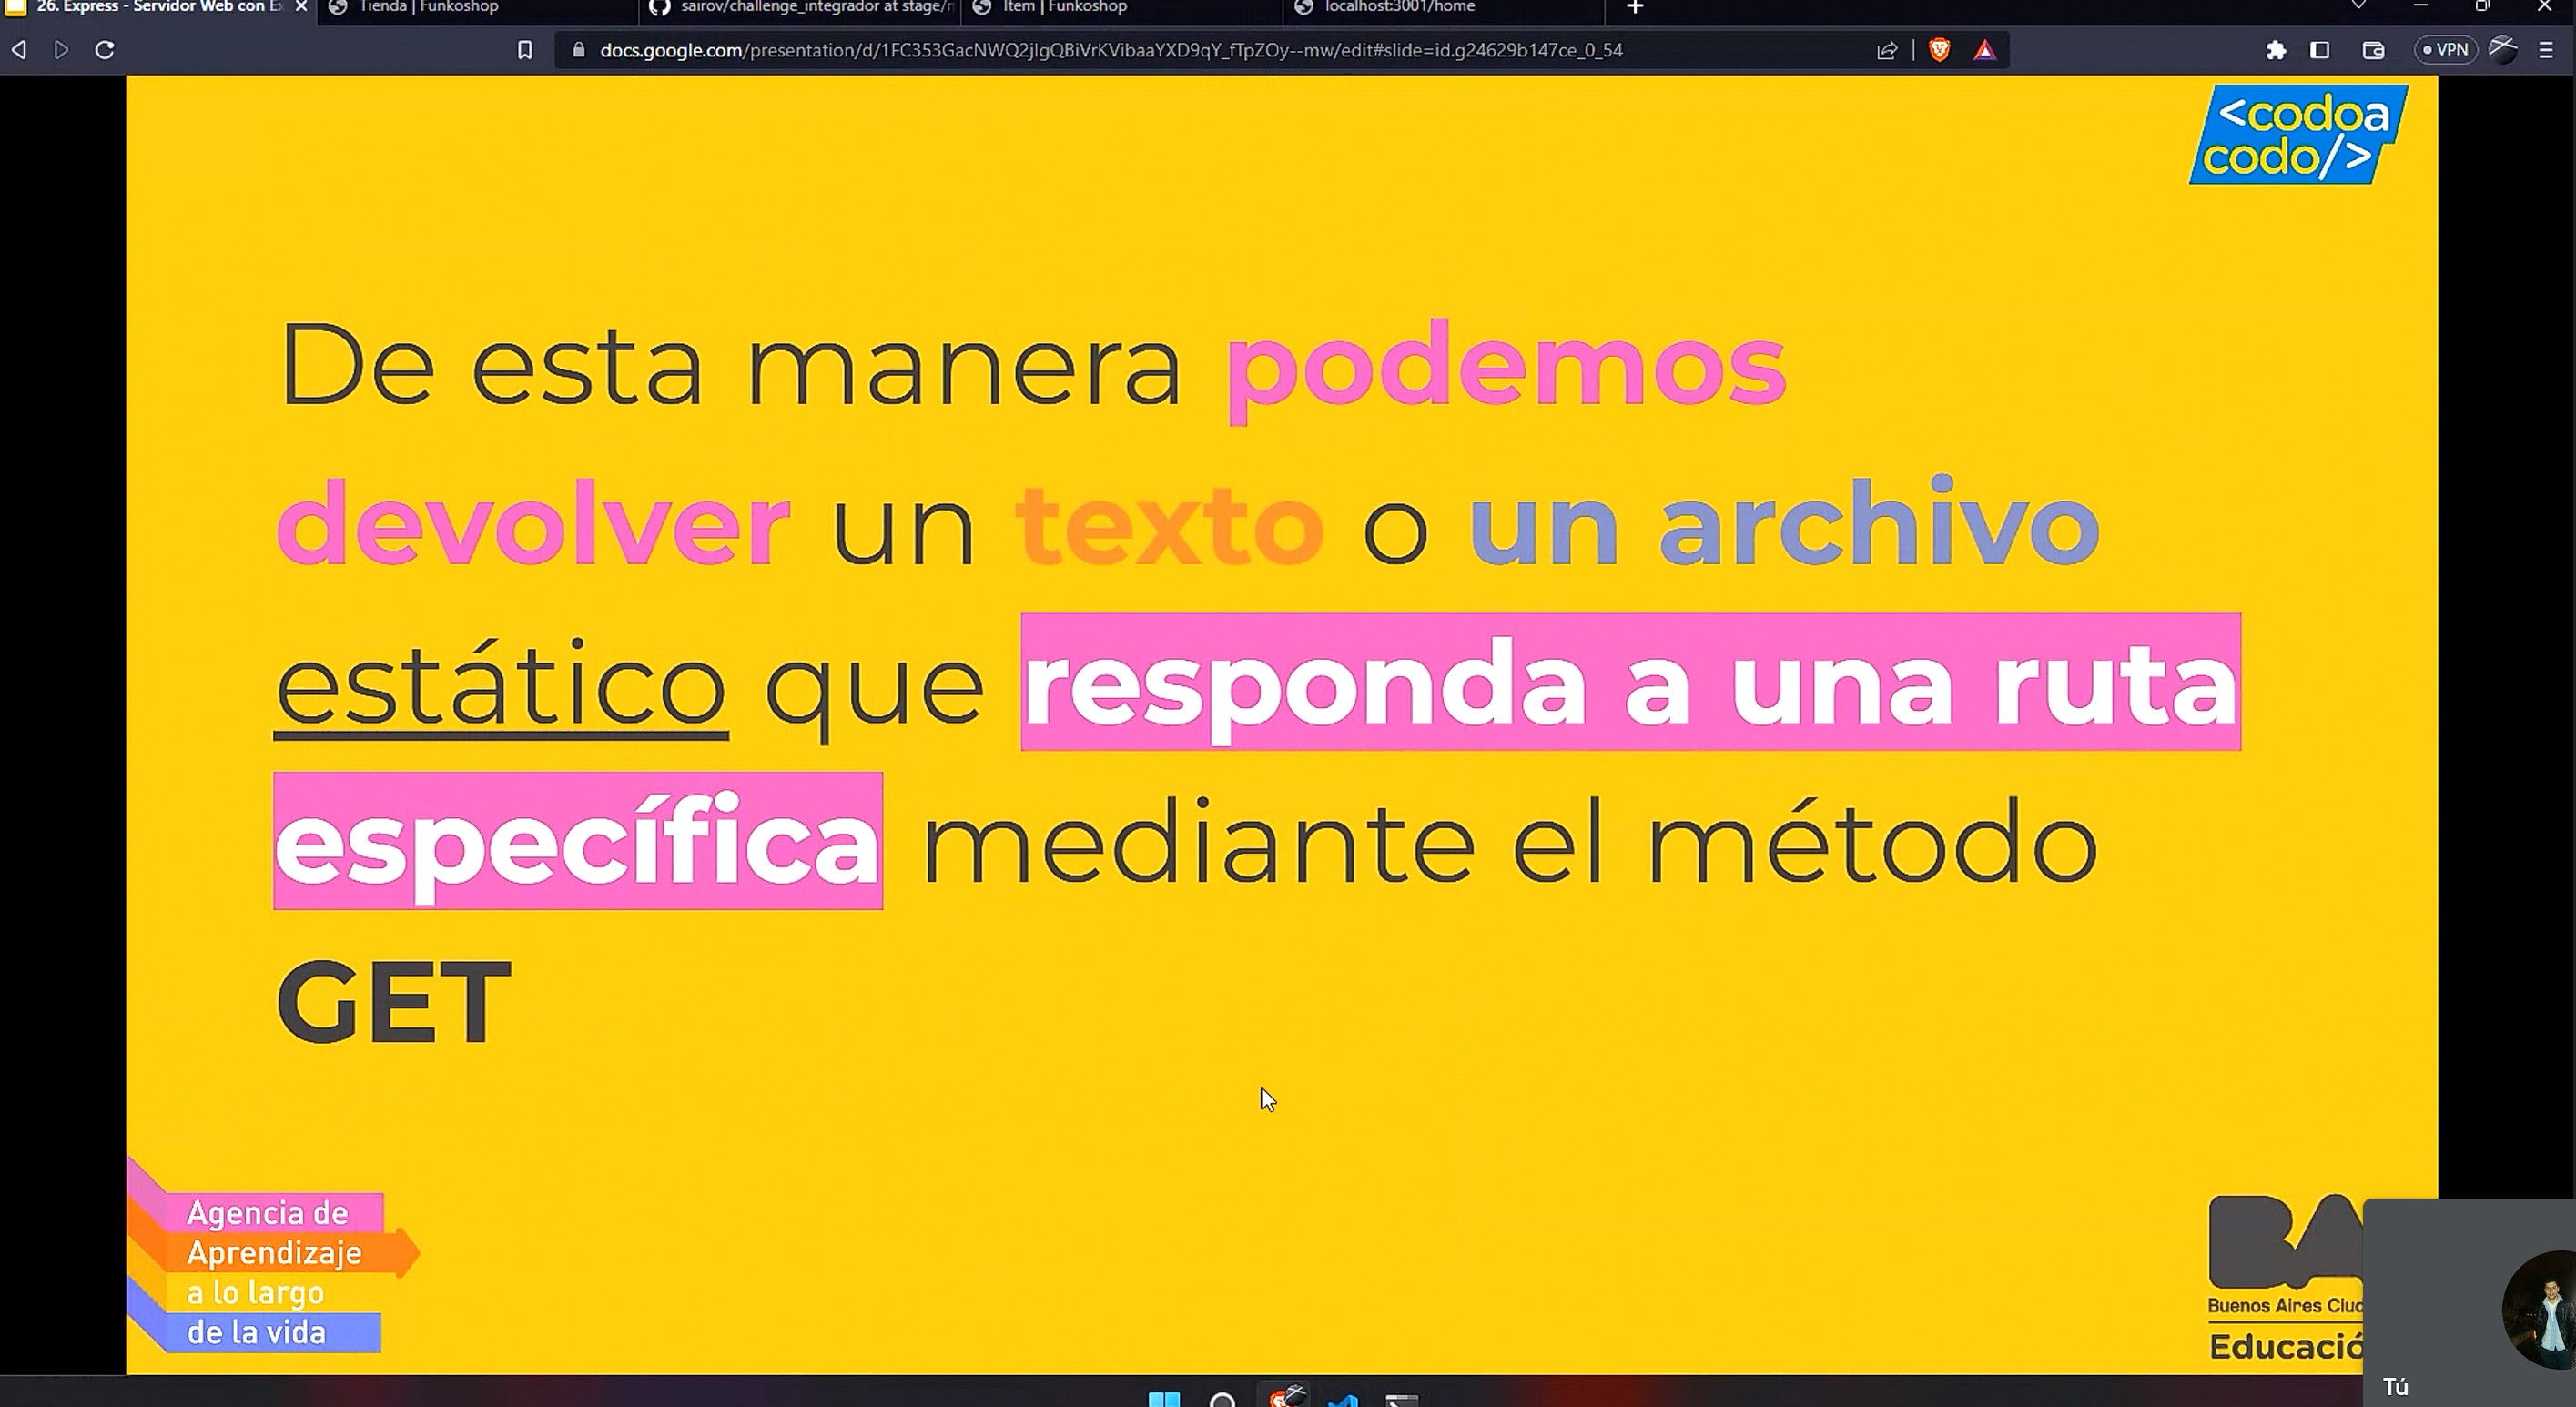 26. Express - Servidor Web con Ex
Tienda | Funkoshop
sairov/challenge_integrador at stage/
Item | Funkoshop
localhost:3001/home
docs.google.com/presentation/d/1FC353GacNWQ2jlgQBiVrKVibaaYXD9qY_fTpZOy--mw/edit#slide=id.g24629b147ce_0_54
VPN
<codoa
codo/>
De esta manera podemos
devolver un texto o un archivo
estático que responda a una ruta
específica mediante el método
GET
Agencia de
Aprendizaje
a lo largo
de la vida
BA
Buenos Aires Ciud
Educació
Tú